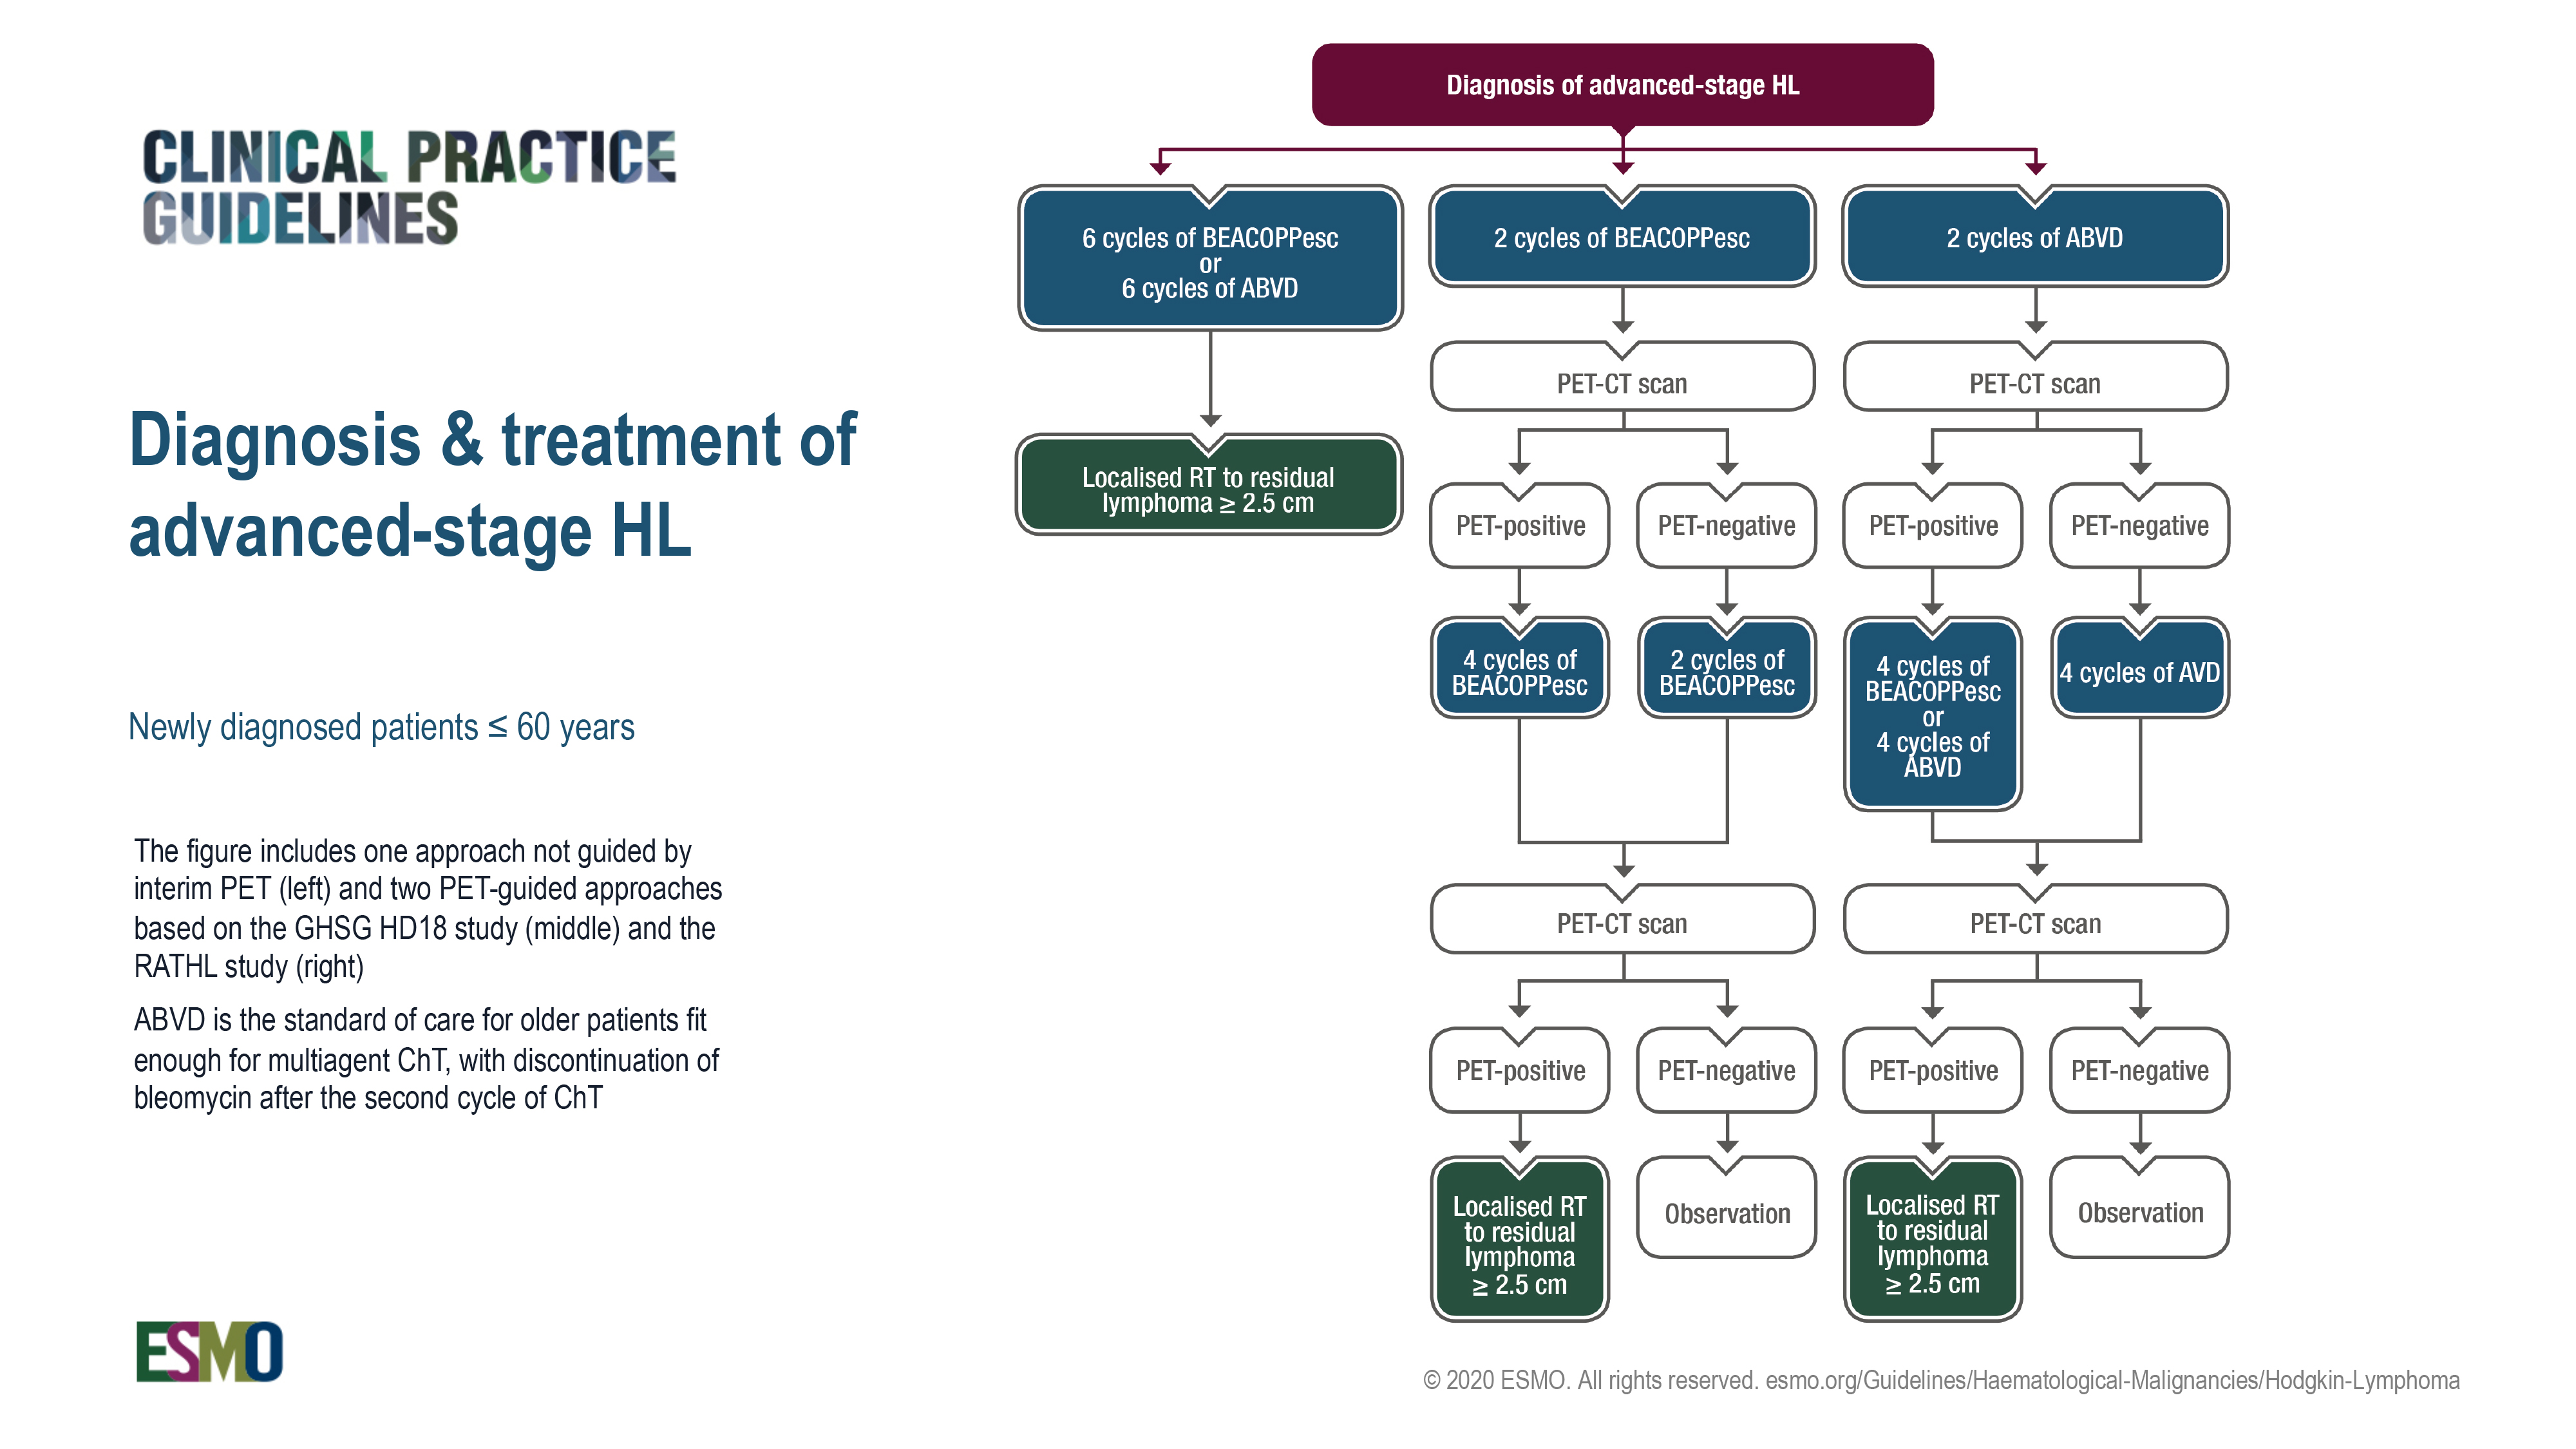 CLINICAL PRACTICE
GUIDELINES
Diagnosis & treatment of
advanced-stage HL
Newly diagnosed patients ≤ 60 years
The figure includes one approach not guided by
interim PET (left) and two PET-guided approaches
based on the GHSG HD18 study (middle) and the
RATHL study (right)
ABVD is the standard of care for older patients fit
enough for multiagent ChT, with discontinuation of
bleomycin after the second cycle of ChT
ESMO
Diagnosis of advanced-stage HL
6 cycles of BEACOPPesc
or
6 cycles of ABVD
Localised RT to residual
lymphoma ≥ 2.5 cm
2 cycles of BEACOPPesc
PET-CT scan
PET-positive
PET-negative
4 cycles of
BEACOPPesc
2 cycles of
BEACOPPesc
PET-CT scan
PET-positive
PET-negative
Localised RT
to residual
lymphoma
≥ 2.5 cm
Observation
2 cycles of ABVD
PET-CT scan
PET-positive
PET-negative
4 cycles of
BEACOPPesc
or
4 cycles of
ABVD
4 cycles of AVD
PET-CT scan
PET-positive
PET-negative
Localised RT
to residual
lymphoma
≥ 2.5 cm
Observation
© 2020 ESMO. All rights reserved. esmo.org/Guidelines/Haematological-Malignancies/Hodgkin-Lymphoma